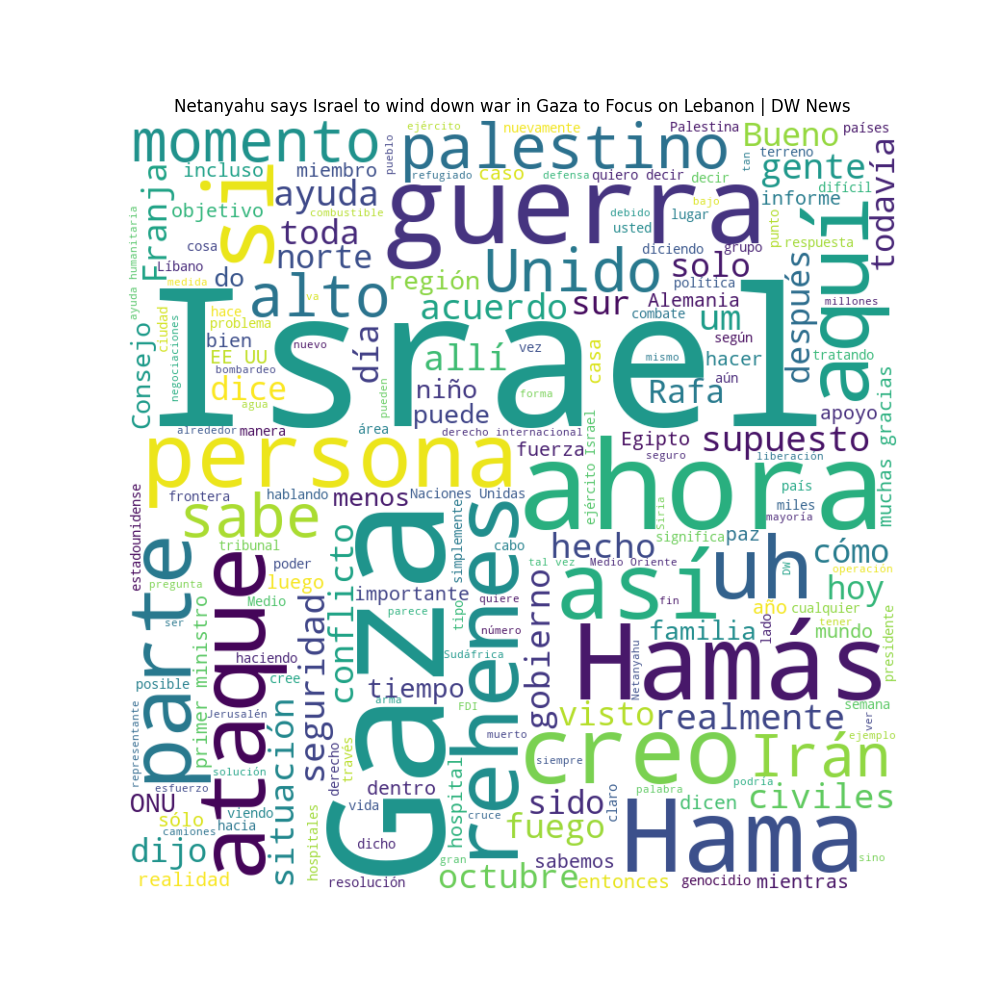 Netanyahu says Israel to wind down war in Gaza to Focus on Lebanon | DW News
momento
ejército
nuevamente
Palestina
Bueno
países
palestino
pueblo
incluso
miembro
refugiado
caso
defensa
quiero decir
decir
tan
terreno
gente
difícil
todavía
Franja
si
ayuda
guerra
bajo
informe
objetivo
combustible
debido
lugar
usted
punto
aquí
ayuda humanitaria
cosa
toda
norte
Unido
diciendo
grupo
respuesta
solo
después
Líbano
do
región
política
medida
alto
va
acuerdo
sur
Alemania
millones
Israel
hace
problema
ciudad
negociaciones
Consejo
bien
nuevo
día
combate
um
según
EE UU
bombardeo
allí
vez
casa
mismo
hacer
tratando
dice
agua
pueden
niño
forma
Rafa
aún
puede
apoyo
muchas gracias
alrededor
manera
área
derecho internacional
Egipto
supuesto
persona
fuerza
seguro
liberación
ejército Israel
ahora
país
frontera
hablando
menos
Naciones Unidas
Siria
miles
mayoría
estadounidense
sabe
significa
paz
tribunal
parte
ataque
poder
conflicto
Gaza
simplemente
rehenes
cabo
hecho
uh
cómo
tal vez
Medio Oriente
DW
operación
pregunta
luego
importante
así
hoy
Medio
parece
tipo
quiere
fin
año
cualquier
tener
ser
primer ministro
seguridad
número
gobierno
familia
lado
mundo
presidente
haciendo
Sudáfrica
Hamás
Netanyahu
posible
cree
tiempo
arma
FDI
semana
representante
Jerusalén
situación
visto
realmente
ver
muerto
creo
Irán
ejemplo
solución
derecho
través
siempre
esfuerzo
hospital
podría
ONU
vida
dentro
palabra
sido
claro
dicen
civiles
viendo
cruce
sólo
hacia
camiones
fuego
Hama
dijo
hospitales
dicho
gran
sabemos
sino
realidad
resolución
octubre
entonces
genocidio
mientras